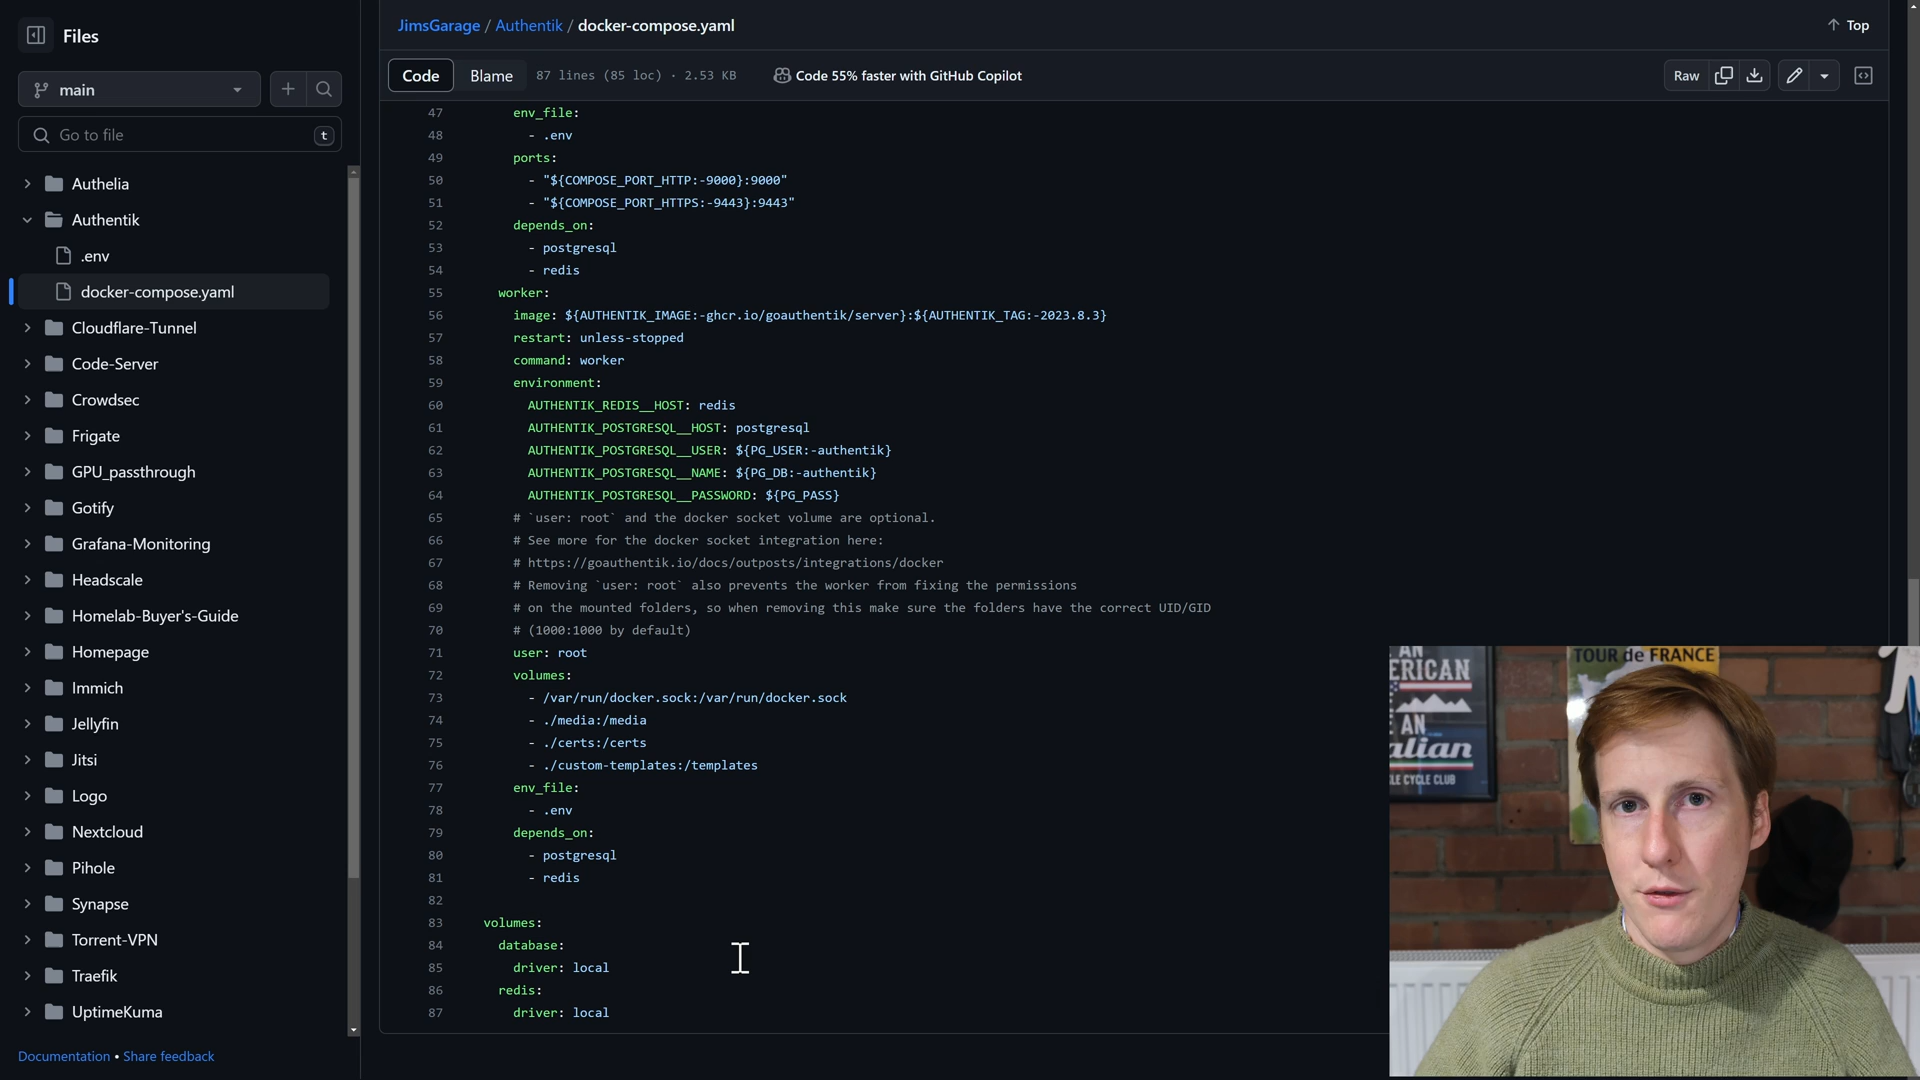 Files
main
Go to file
t
Authelia
Authentik
.env
docker-compose.yaml
Cloudflare-Tunnel
Code-Server
Crowdsec
Frigate
GPU_passthrough
Gotify
Grafana-Monitoring
Headscale
Homelab-Buyer's-Guide
Homepage
Immich
Jellyfin
Jitsi
Logo
Nextcloud
Pihole
Synapse
Torrent-VPN
Traefik
UptimeKuma
Documentation • Share feedback
JimsGarage / Authentik / docker-compose.yaml
Top
Code Blame 87 lines (85 loc) · 2.53 KB Code 55% faster with GitHub Copilot
Raw
47 env_file:
48 - .env
49 ports:
50 - "${COMPOSE_PORT_HTTP:-9000}:9000"
51 - "${COMPOSE_PORT_HTTPS:-9443}:9443"
52 depends_on:
53 - postgresql
54 - redis
55 worker:
56 image: ${AUTHENTIK_IMAGE:-ghcr.io/goauthentik/server}:${AUTHENTIK_TAG:-2023.8.3}
57 restart: unless-stopped
58 command: worker
59 environment:
60 AUTHENTIK_REDIS__HOST: redis
61 AUTHENTIK_POSTGRESQL__HOST: postgresql
62 AUTHENTIK_POSTGRESQL__USER: ${PG_USER:-authentik}
63 AUTHENTIK_POSTGRESQL__NAME: ${PG_DB:-authentik}
64 AUTHENTIK_POSTGRESQL__PASSWORD: ${PG_PASS}
65 # `user: root` and the docker socket volume are optional.
66 # See more for the docker socket integration here:
67 # https://goauthentik.io/docs/outposts/integrations/docker
68 # Removing `user: root` also prevents the worker from fixing the permissions
69 # on the mounted folders, so when removing this make sure the folders have the correct UID/GID
70 # (1000:1000 by default)
71 user: root
72 volumes:
73 - /var/run/docker.sock:/var/run/docker.sock
74 - ./media:/media
75 - ./certs:/certs
76 - ./custom-templates:/templates
77 env_file:
78 - .env
79 depends_on:
80 - postgresql
81 - redis
82
83 volumes:
84 database:
85 driver: local
86 redis:
87 driver: local
AN
ERICAN
AN
alian
LE CYCLE CLUB
TOUR de FRANCE